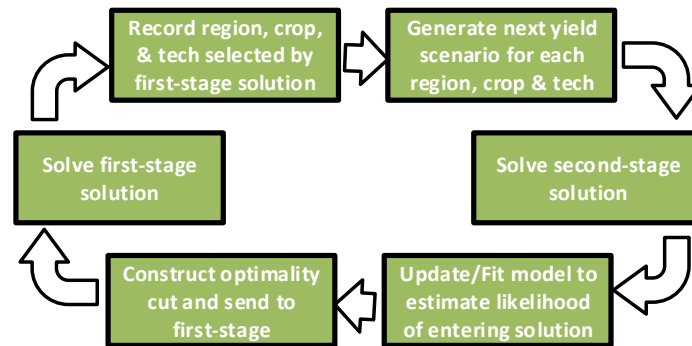 Record region, crop,
& tech selected by
first-stage solution
Generate next yield
scenario for each
region, crop & tech
Solve first-stage
solution
Solve second-stage
solution
Construct optimality
cut and send to
first-stage
Update/Fit model to
estimate likelihood
of entering solution